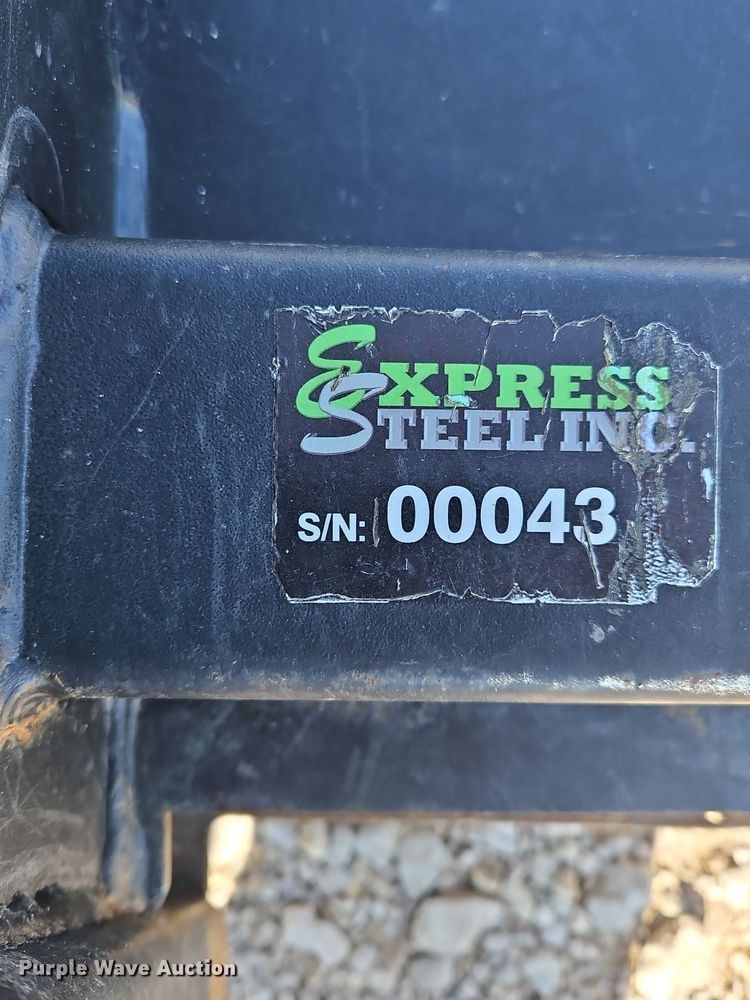 EXPRESS
STEEL INC.
S/N: 00043
Purple Wave Auction